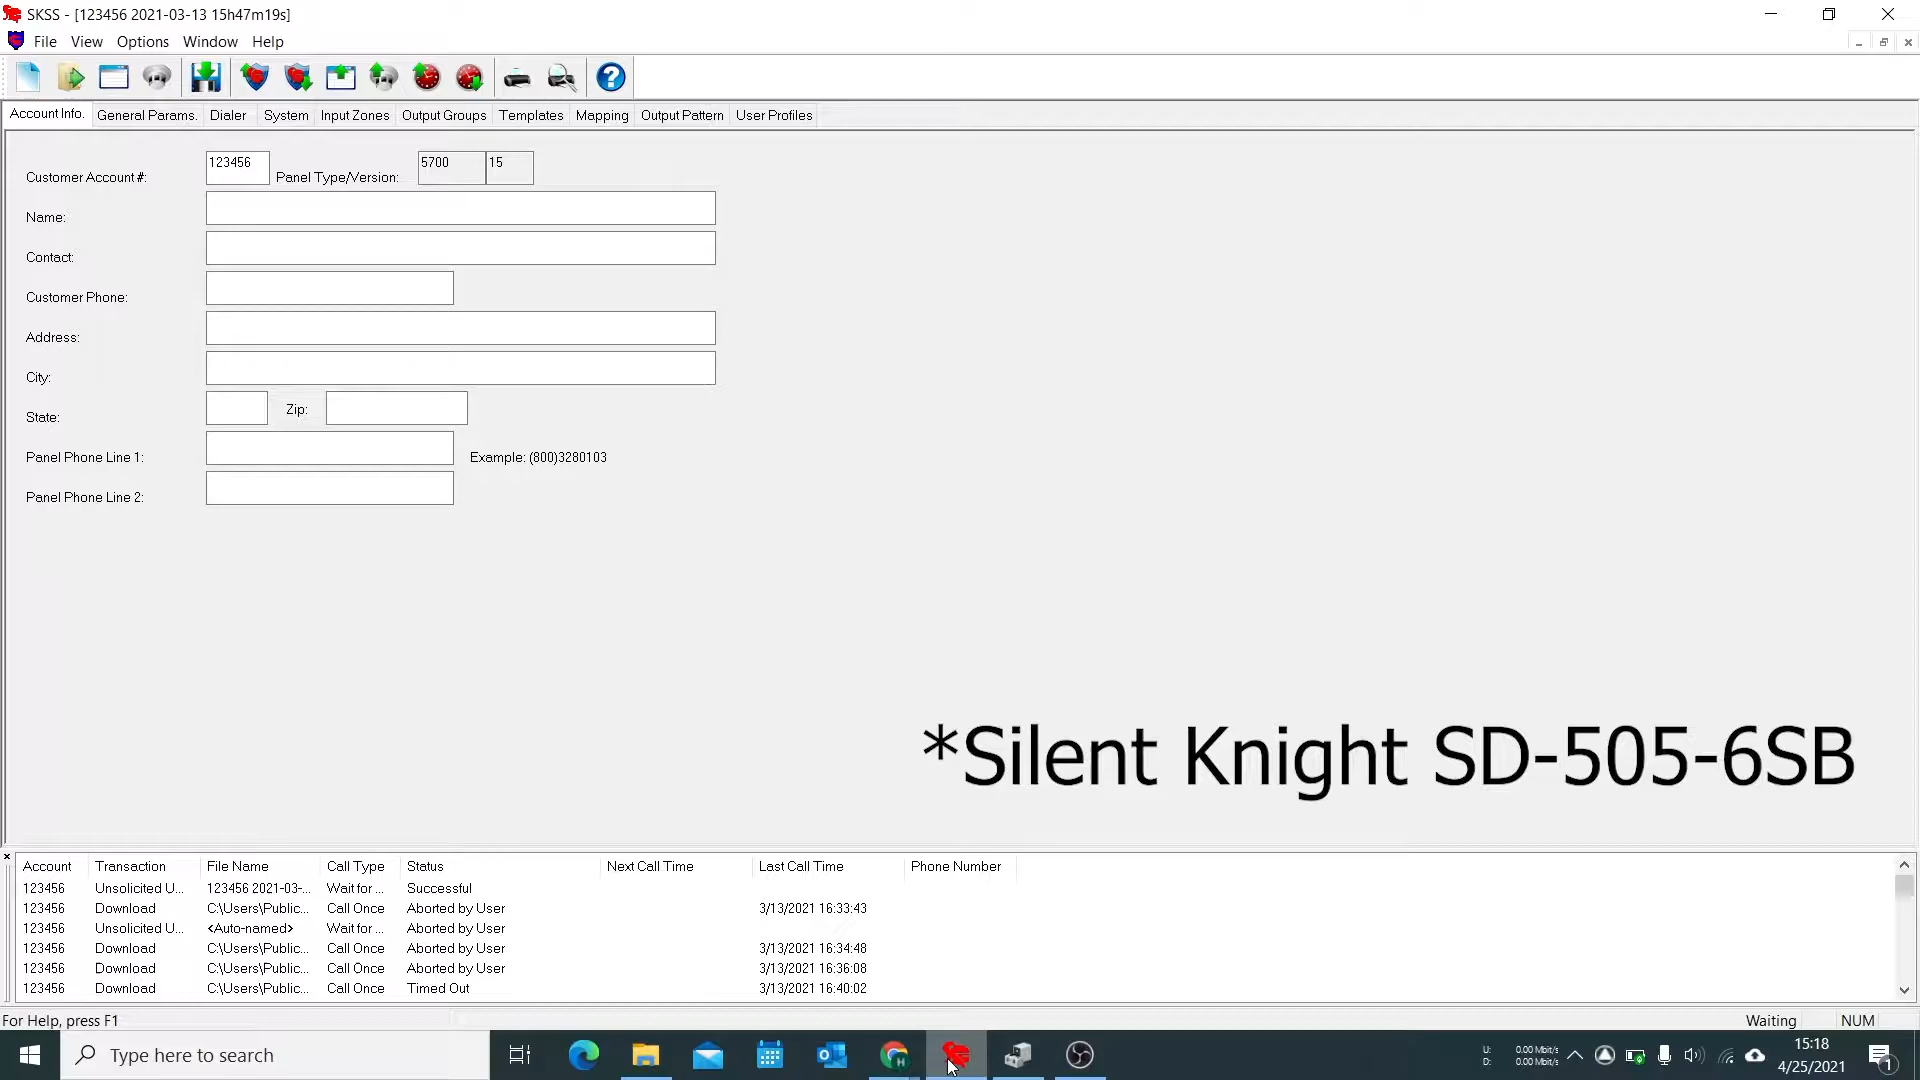 SKSS - [123456 2021-03-13 15h47m19s]
File View Options Window Help
Account Info. General Params. Dialer System Input Zones Output Groups Templates Mapping Output Pattern User Profiles
Customer Account #: 123456 Panel Type/Version: 5700 15
Name:
Contact:
Customer Phone:
Address:
City:
State: Zip:
Panel Phone Line 1: Example: (800)3280103
Panel Phone Line 2:
*Silent Knight SD-505-6SB
Account Transaction File Name Call Type Status Next Call Time Last Call Time Phone Number
123456 Unsolicited U... 123456 2021-03-... Wait for ... Successful
123456 Download C:\Users\Public... Call Once Aborted by User 3/13/2021 16:33:43
123456 Unsolicited U... <Auto-named> Wait for ... Aborted by User
123456 Download C:\Users\Public... Call Once Aborted by User 3/13/2021 16:34:48
123456 Download C:\Users\Public... Call Once Aborted by User 3/13/2021 16:36:08
123456 Download C:\Users\Public... Call Once Timed Out 3/13/2021 16:40:02
For Help, press F1 Waiting NUM
Type here to search
U: 0.00 Mbit/s
D: 0.00 Mbit/s
15:18
4/25/2021
1